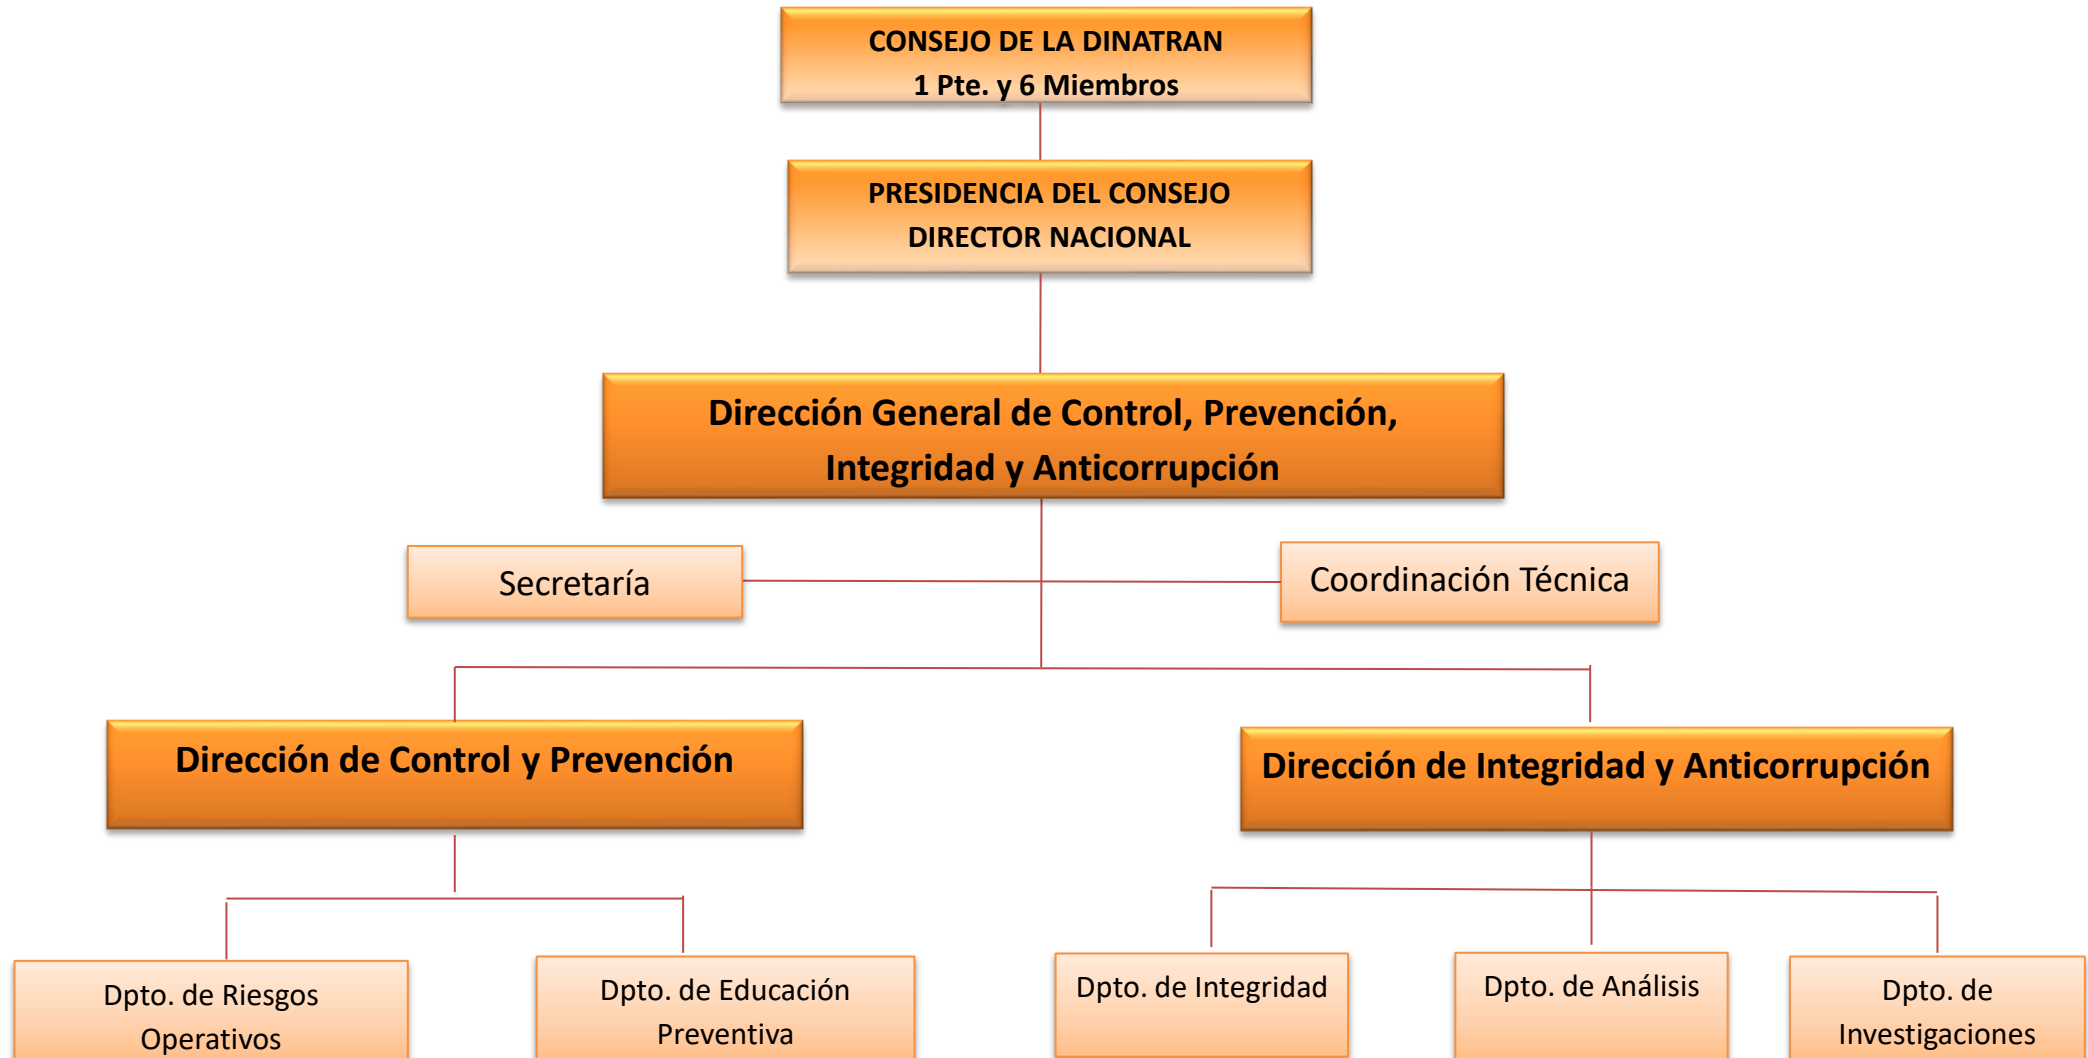 CONSEJO DE LA DINATRAN
1 Pte. y 6 Miembros
PRESIDENCIA DEL CONSEJO
DIRECTOR NACIONAL
Dirección General de Control, Prevención,
Integridad y Anticorrupción
Secretaría
Coordinación Técnica
Dirección de Control y Prevención
Dirección de Integridad y Anticorrupción
Dpto. de Riesgos
Operativos
Dpto. de Educación
Preventiva
Dpto. de Integridad
Dpto. de Análisis
Dpto. de
Investigaciones